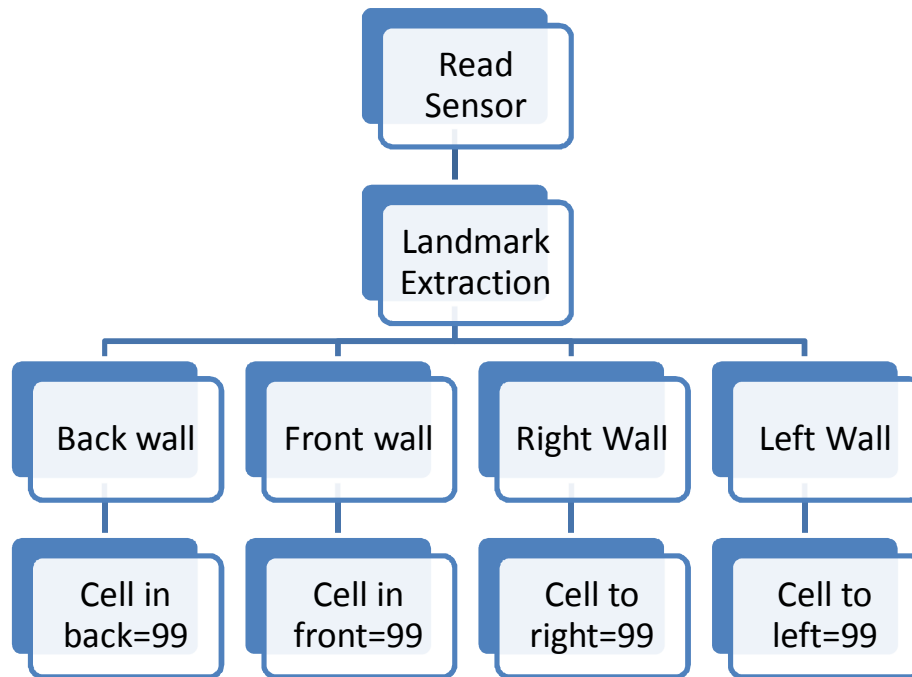 Read
Sensor
Landmark
Extraction
Back wall
Front wall
Right Wall
Left Wall
Cell in
back=99
Cell in
front=99
Cell to
right=99
Cell to
left=99